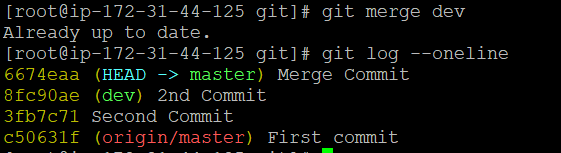 [root@ip-172-31-44-125 git]# git merge dev
Already up to date.
[root@ip-172-31-44-125 git]# git log --oneline
6674eaa (HEAD -> master) Merge Commit
8fc90ae (dev) 2nd Commit
3fb7c71 Second Commit
c50631f (origin/master) First commit